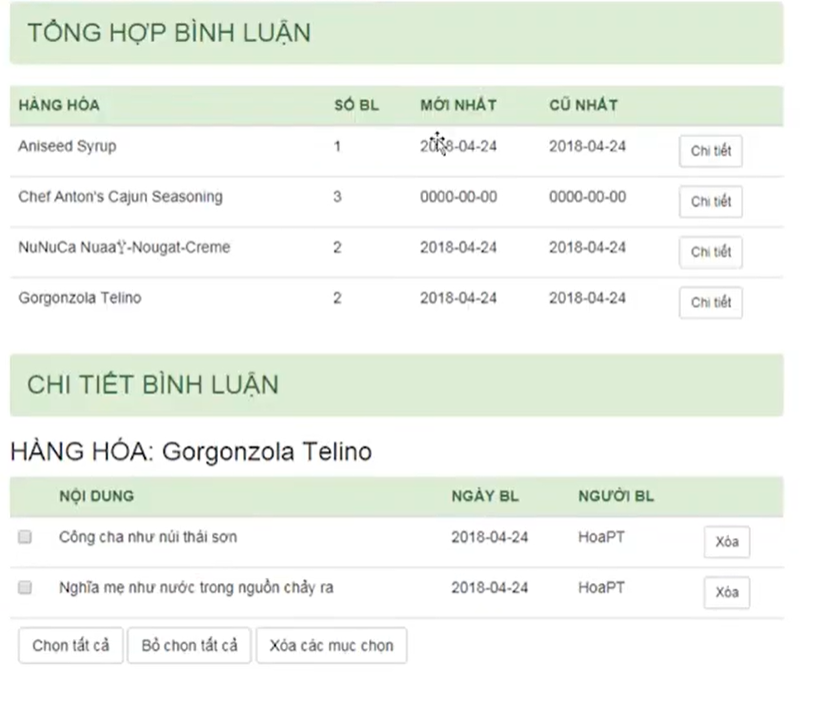 TỔNG HỢP BÌNH LUẬN
HÀNG HÓA SỐ BL MỚI NHẤT CŨ NHẤT
Aniseed Syrup 1 2018-04-24 2018-04-24 Chi tiết
Chef Anton's Cajun Seasoning 3 0000-00-00 0000-00-00 Chi tiết
NuNuCa NuaaŸ-Nougat-Creme 2 2018-04-24 2018-04-24 Chi tiết
Gorgonzola Telino 2 2018-04-24 2018-04-24 Chi tiết
CHI TIẾT BÌNH LUẬN
HÀNG HÓA: Gorgonzola Telino
NỘI DUNG NGÀY BL NGƯỜI BL
Công cha như núi thái sơn 2018-04-24 HoaPT Xóa
Nghĩa mẹ như nước trong nguồn chảy ra 2018-04-24 HoaPT Xóa
Chọn tất cả Bỏ chọn tất cả Xóa các mục chọn